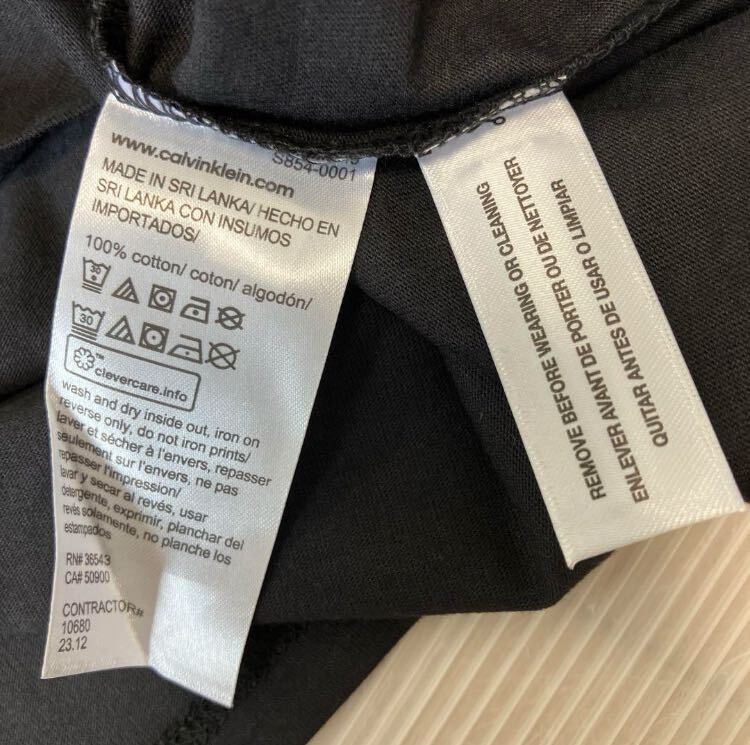 www.calvinklein.com
S854-0001
MADE IN SRI LANKA/ HECHO EN
SRI LANKA CON INSUMOS
IMPORTADOS/
100% cotton/ coton/ algodón/
30
30
™
clevercare.info
wash and dry inside out, iron on
reverse only, do not iron prints/
laver et sécher à l'envers, repasser
seulement sur l'envers, ne pas
repasser l'impression/
lavar y secar al revés, usar
detergente, exprimir, planchar del
revés solamente, no planche los
estampados
RN# 36543
CA# 50900
CONTRACTOR#
10680
23.12
REMOVE BEFORE WEARING OR CLEANING
ENLEVER AVANT DE PORTER OU DE NETTOYER
QUITAR ANTES DE USAR O LIMPIAR